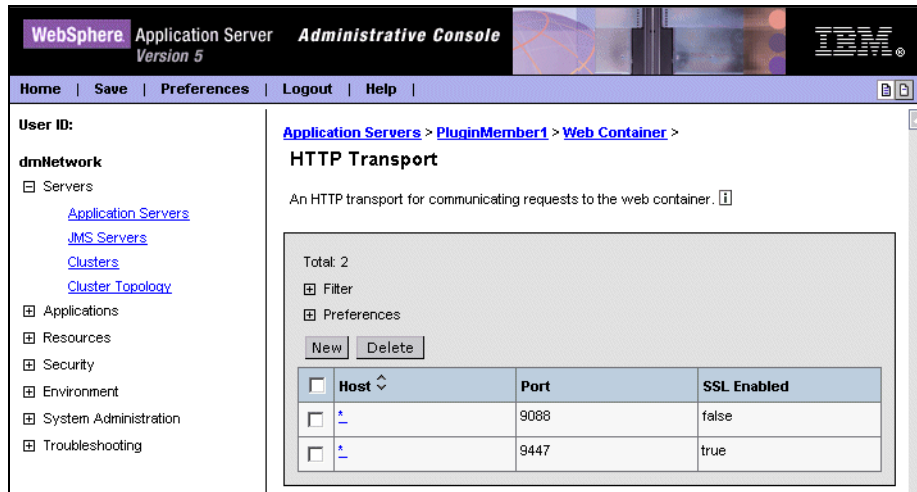 WebSphere Application Server Administrative Console
Version 5
IBM®
Home | Save | Preferences | Logout | Help |
User ID:
dmNetwork
Servers
Application Servers
JMS Servers
Clusters
Cluster Topology
Applications
Resources
Security
Environment
System Administration
Troubleshooting
Application Servers > PluginMember1 > Web Container >
HTTP Transport
An HTTP transport for communicating requests to the web container. i
Total: 2
Filter
Preferences
New Delete
Host Port SSL Enabled
* 9088 false
* 9447 true